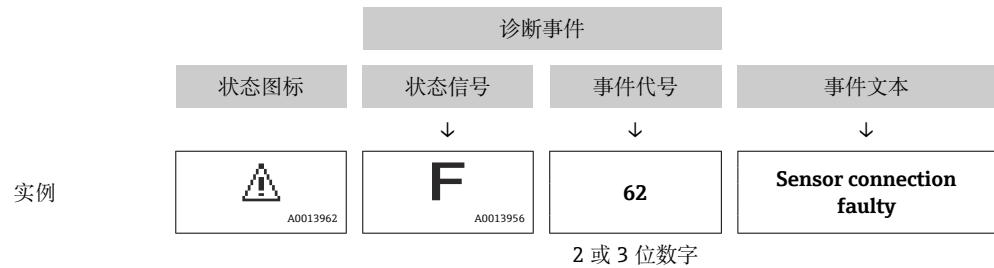 诊断事件
状态图标 状态信号 事件代号 事件文本
↓ ↓ ↓
实例 F 62 Sensor connection
faulty
A0013962 A0013956
2 或 3 位数字